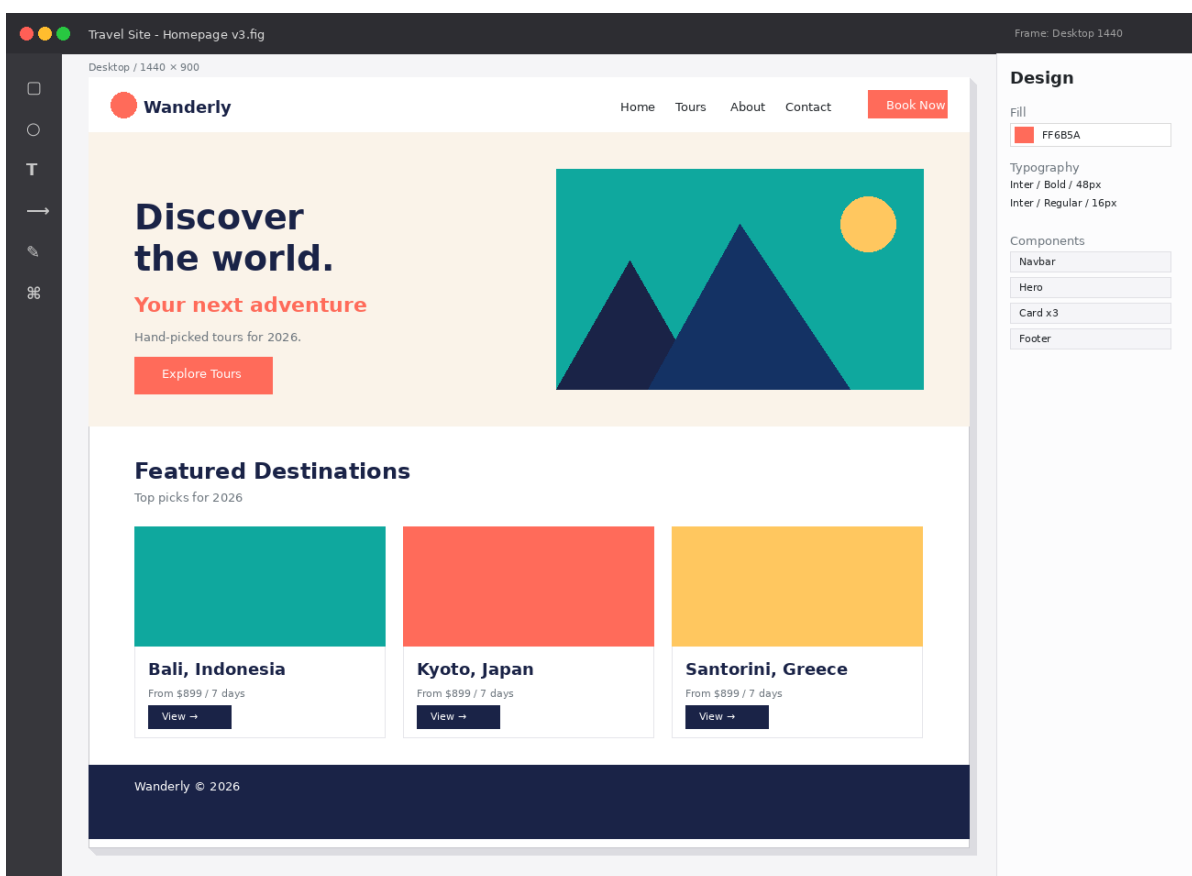 Travel Site - Homepage v3.fig
Frame: Desktop 1440
T
Desktop / 1440 × 900
Wanderly
Home Tours About Contact Book Now
Discover
the world.
Your next adventure
Hand-picked tours for 2026.
Explore Tours
Featured Destinations
Top picks for 2026
Bali, Indonesia
From $899 / 7 days
View →
Kyoto, Japan
From $899 / 7 days
View →
Santorini, Greece
From $899 / 7 days
View →
Wanderly © 2026
Design
Fill
FF6B5A
Typography
Inter / Bold / 48px
Inter / Regular / 16px
Components
Navbar
Hero
Card x3
Footer